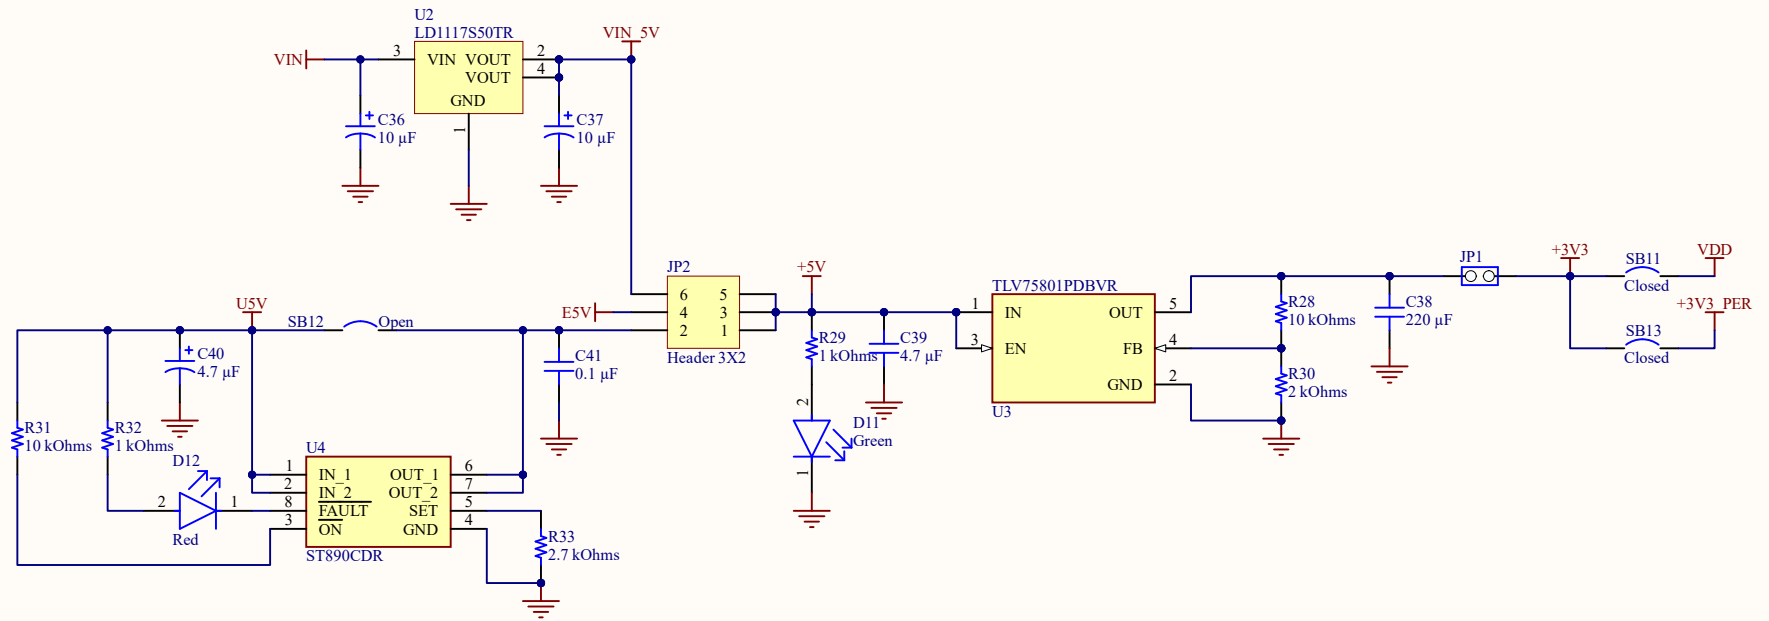 U2
LD1117S50TR
VIN
3
VIN VOUT
VOUT
GND
2
4
1
VIN_5V
C36
10 µF
C37
10 µF
JP2
6 5
4 3
2 1
Header 3X2
E5V
U5V
SB12
Open
+5V
C40
4.7 µF
C41
0.1 µF
R31
10 kOhms
R32
1 kOhms
D12
2
1
Red
U4
1
2
8
3
IN_1 OUT_1
IN_2 OUT_2
FAULT SET
ON GND
6
7
5
4
ST890CDR
R33
2.7 kOhms
R29
1 kOhms
C39
4.7 µF
2
D11
Green
1
TLV75801PDBVR
1
3
IN OUT
EN FB
GND
5
4
2
U3
R28
10 kOhms
R30
2 kOhms
C38
220 µF
JP1
+3V3
SB11
Closed
VDD
+3V3_PER
SB13
Closed